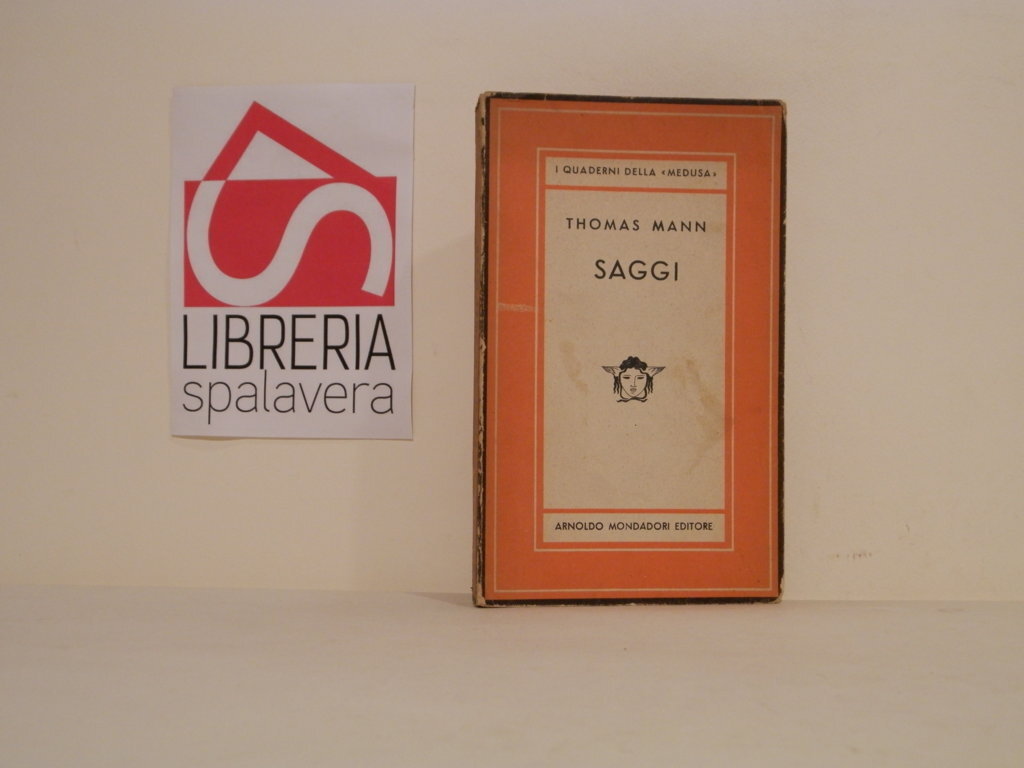 LIBRERIA
spalavera
I QUADERNI DELLA «MEDUSA»
THOMAS MANN
SAGGI
ARNOLDO MONDADORI EDITORE